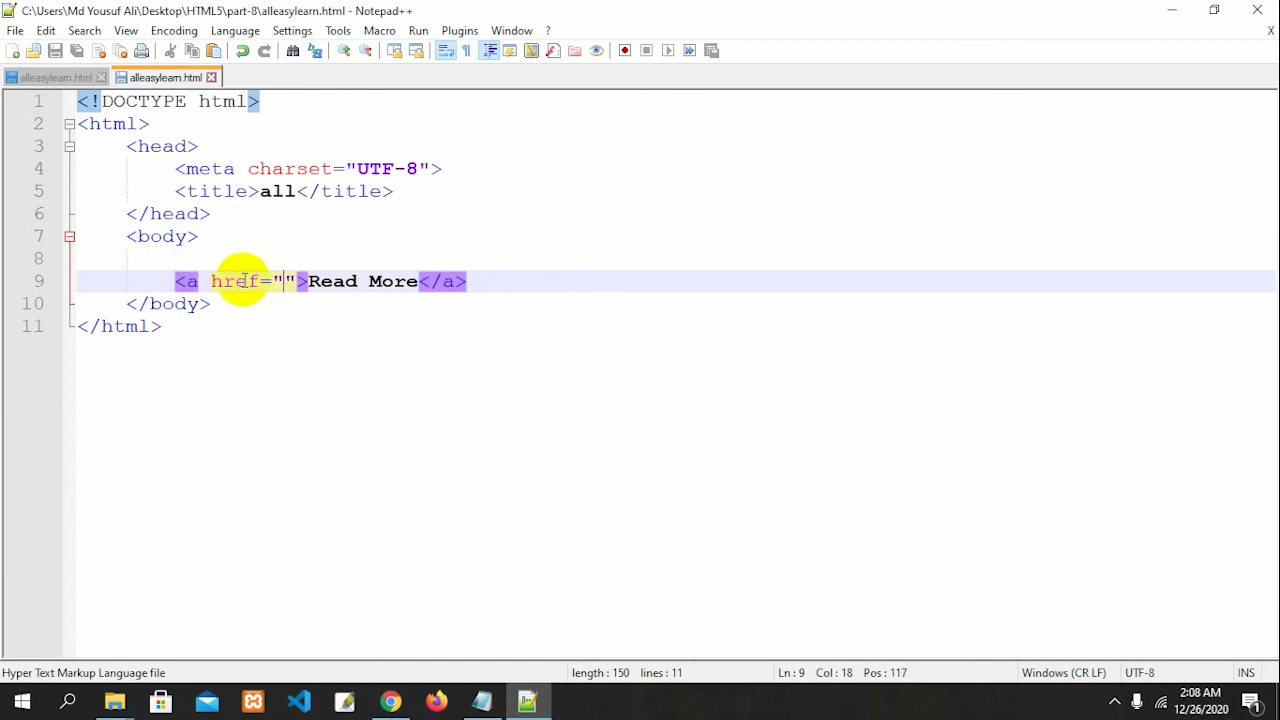 C:\Users\Md Yousuf Ali\Desktop\HTML5\part-8\alleasylearn.html - Notepad++
File Edit Search View Encoding Language Settings Tools Macro Run Plugins Window ? X
alleasylearn.html alleasylearn.html
1 <!DOCTYPE html>
2 <html>
3 <head>
4 <meta charset="UTF-8">
5 <title>all</title>
6 </head>
7 <body>
8
9 <a href="">Read More</a>
10 </body>
11 </html>
Hyper Text Markup Language file length : 150 lines : 11 Ln : 9 Col : 18 Pos : 117 Windows (CR LF) UTF-8 INS
2:08 AM
12/26/2020
1